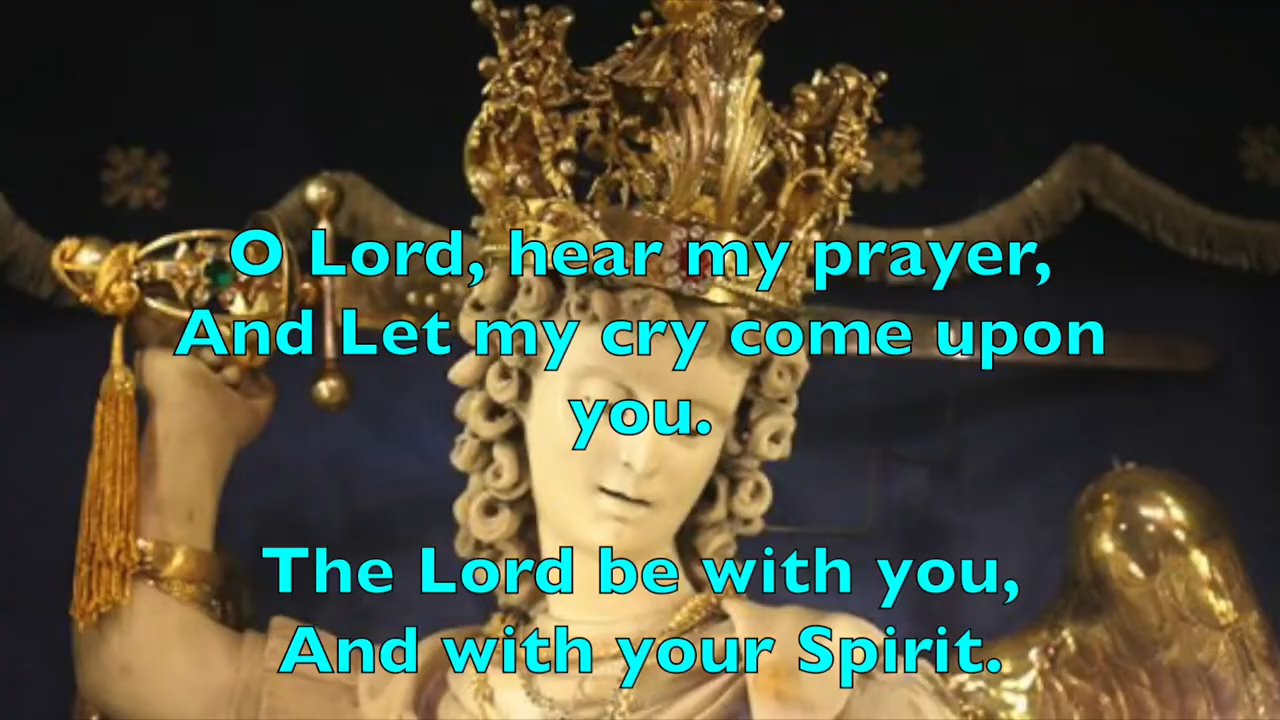 O Lord, hear my prayer,
And Let my cry come upon
you.
The Lord be with you,
And with your Spirit.